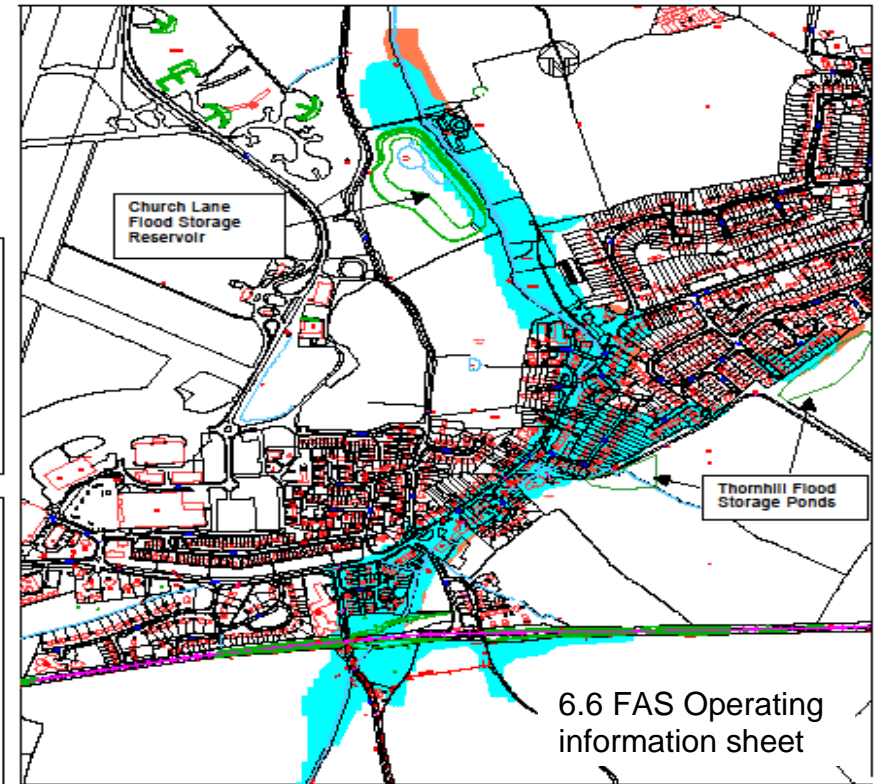 Church Lane
Flood Storage
Reservoir
Thornhill Flood
Storage Ponds
6.6 FAS Operating
information sheet